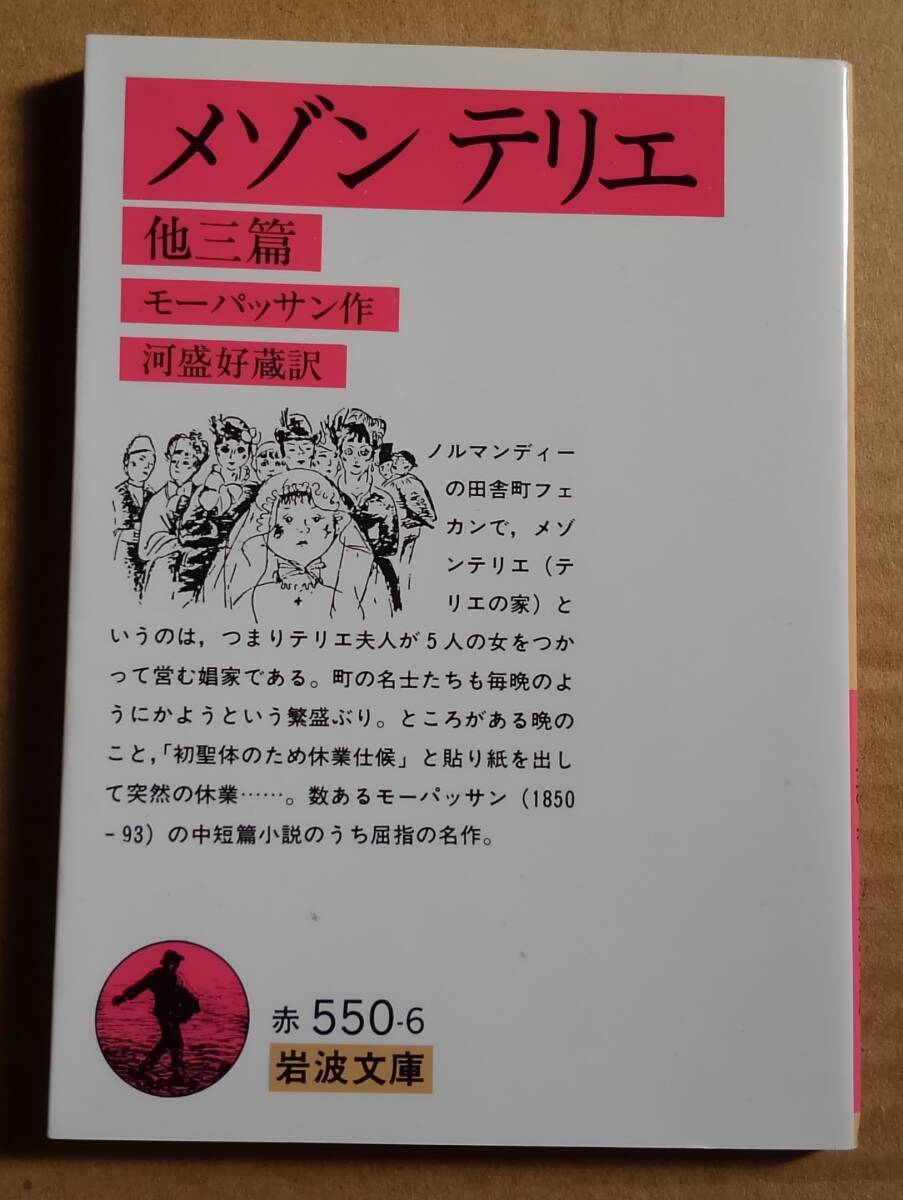 メゾン テリエ
他三篇
モーパッサン作
河盛好蔵訳
ノルマンディー
の田舎町フェ
カンで，メゾ
ンテリエ（テ
リエの家）と
いうのは，つまりテリエ夫人が5人の女をつか
って営む娼家である。町の名士たちも毎晩のよ
うにかようという繁盛ぶり。ところがある晩の
こと，「初聖体のため休業仕候」と貼り紙を出し
て突然の休業……。数あるモーパッサン（1850
-93）の中短篇小説のうち屈指の名作。
赤 550-6
岩波文庫